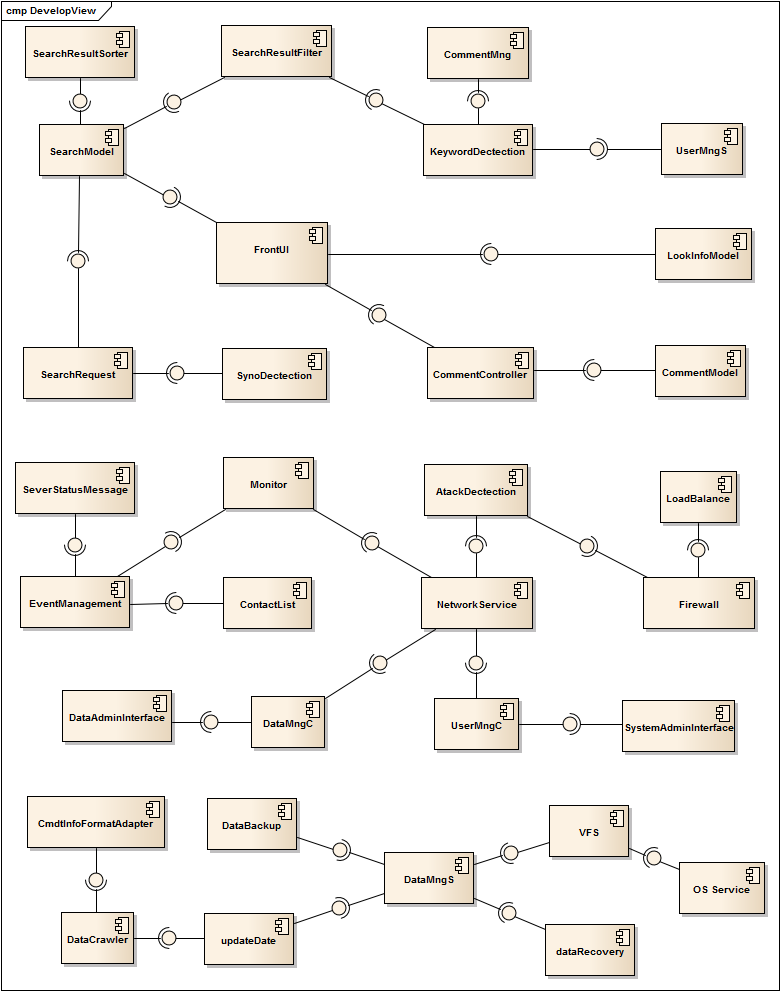 cmp DevelopView
SearchResultSorter
SearchResultFilter
CommentMng
SearchModel
KeywordDectection
UserMngS
FrontUI
LookInfoModel
SearchRequest
SynoDectection
CommentController
CommentModel
SeverStatusMessage
Monitor
AtackDectection
LoadBalance
EventManagement
ContactList
NetworkService
Firewall
DataAdminInterface
DataMngC
UserMngC
SystemAdminInterface
CmdtInfoFormatAdapter
DataBackup
VFS
DataMngS
OS Service
DataCrawler
updateDate
dataRecovery